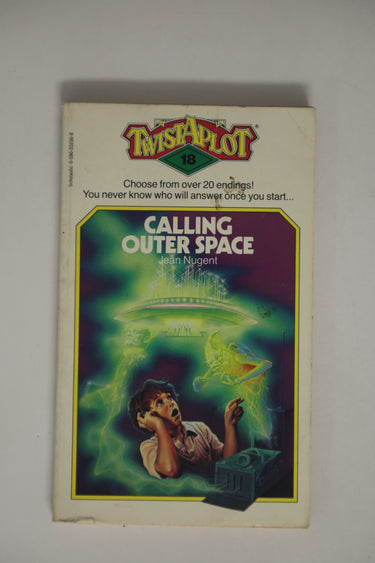 TWISTAPLOT®
18
Choose from over 20 endings!
You never know who will answer once you start...
CALLING
OUTER SPACE
Jean Nugent